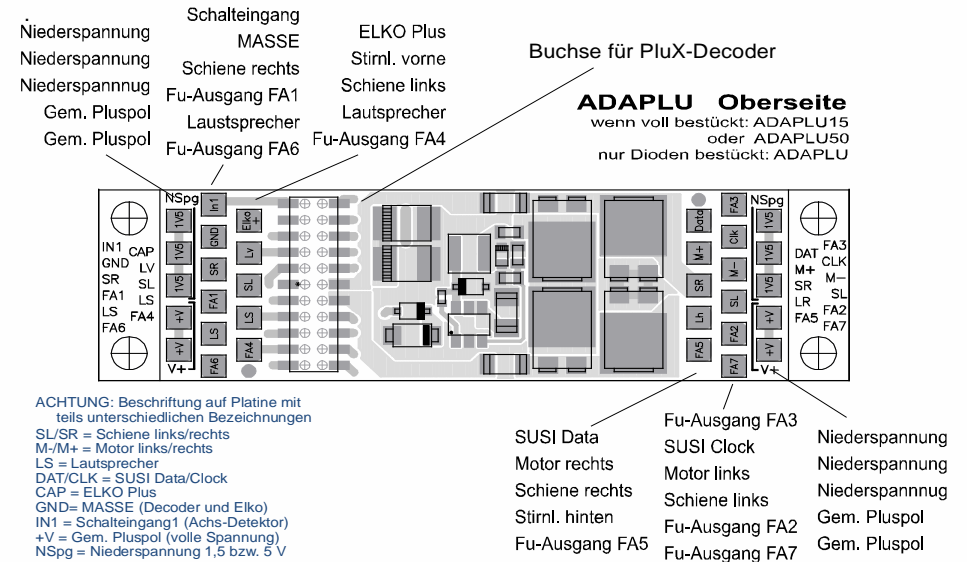 Schalteingang
MASSE
Schiene rechts
Fu-Ausgang FA1
Laustsprecher
Fu-Ausgang FA6
Niederspannung
Niederspannung
Niederspannnug
Gem. Pluspol
Gem. Pluspol
ELKO Plus
Stirnl. vorne
Schiene links
Lautsprecher
Fu-Ausgang FA4
Buchse für PluX-Decoder
ADAPLU Oberseite
wenn voll bestückt: ADAPLU15
oder ADAPLU50
nur Dioden bestückt: ADAPLU
IN1
GND
SR
FA1
LS
FA6
CAP
LV
SL
LS
FA4
NSpg
1V5
1V5
1V5
+V
+V
V+
In1
GND
SR
FA1
LS
FA6
Elko
+
Lv
SL
LS
FA4
Data
M+
SR
Lh
FA5
FA3
Clk
M-
SL
FA2
FA7
NSpg
1V5
1V5
1V5
+V
+V
V+
DAT
M+
SR
LR
FA5
FA3
CLK
M-
SL
FA2
FA7
ACHTUNG: Beschriftung auf Platine mit
teils unterschiedlichen Bezeichnungen
SL/SR = Schiene links/rechts
M-/M+ = Motor links/rechts
LS = Lautsprecher
DAT/CLK = SUSI Data/Clock
CAP = ELKO Plus
GND= MASSE (Decoder und Elko)
IN1 = Schalteingang1 (Achs-Detektor)
+V = Gem. Pluspol (volle Spannung)
NSpg = Niederspannung 1,5 bzw. 5 V
SUSI Data
Motor rechts
Schiene rechts
Stirnl. hinten
Fu-Ausgang FA5
Fu-Ausgang FA3
SUSI Clock
Motor links
Schiene links
Fu-Ausgang FA2
Fu-Ausgang FA7
Niederspannung
Niederspannung
Niederspannnug
Gem. Pluspol
Gem. Pluspol